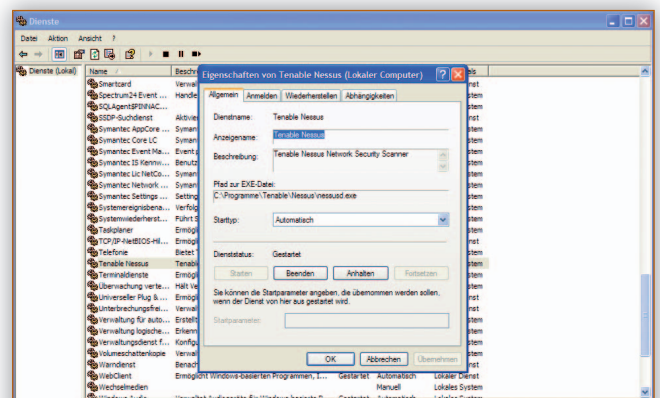 Dienste
Datei Aktion Ansicht ?
Dienste (Lokal)
Name
Smartcard
Spectrum24 Event ...
SQLAgent$PINNAC...
SSDP-Suchdienst
Symantec AppCore ...
Symantec Core LC
Symantec Event Ma...
Symantec IS Kennw...
Symantec Lic NetCo...
Symantec Network ...
Symantec Settings ...
Systemereignisbena...
Systemwiederherst...
Taskplaner
TCP/IP-NetBIOS-Hil...
Telefonie
Tenable Nessus
Terminaldienste
Überwachung verte...
Universeller Plug & ...
Unterbrechungsfrei...
Verwaltung für auto...
Verwaltung logische...
Verwaltungsdienst f...
Volumeschattenkopie
Warndienst
WebClient Ermöglicht Windows-basierten Programmen, I... Gestartet Automatisch Lokaler Dienst
Wechselmedien Manuell Lokales System
Eigenschaften von Tenable Nessus (Lokaler Computer)
Allgemein Anmelden Wiederherstellen Abhängigkeiten
Dienstname: Tenable Nessus
Anzeigename: Tenable Nessus
Beschreibung: Tenable Nessus Network Security Scanner
Pfad zur EXE-Datei:
C:\Programme\Tenable\Nessus\nessusd.exe
Starttyp: Automatisch
Dienststatus: Gestartet
Starten Beenden Anhalten Fortsetzen
Sie können die Startparameter angeben, die übernommen werden sollen,
wenn der Dienst von hier aus gestartet wird.
Startparameter:
OK Abbrechen Übernehmen